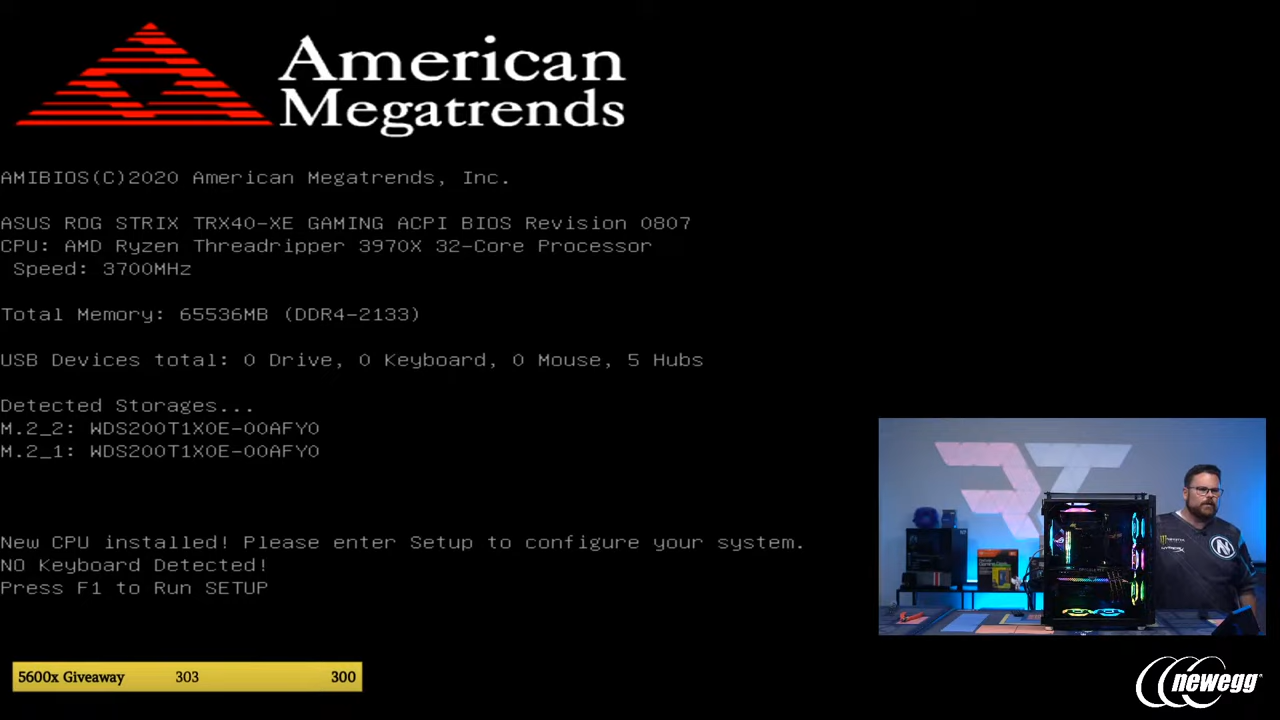 American
Megatrends
AMIBIOS(C)2020 American Megatrends, Inc.
ASUS ROG STRIX TRX40-XE GAMING ACPI BIOS Revision 0807
CPU: AMD Ryzen Threadripper 3970X 32-Core Processor
Speed: 3700MHz
Total Memory: 65536MB (DDR4-2133)
USB Devices total: 0 Drive, 0 Keyboard, 0 Mouse, 5 Hubs
Detected Storages...
M.2_2: WDS200T1X0E-00AFY0
M.2_1: WDS200T1X0E-00AFY0
New CPU installed! Please enter Setup to configure your system.
NO Keyboard Detected!
Press F1 to Run SETUP
5600x Giveaway 303 300
newegg